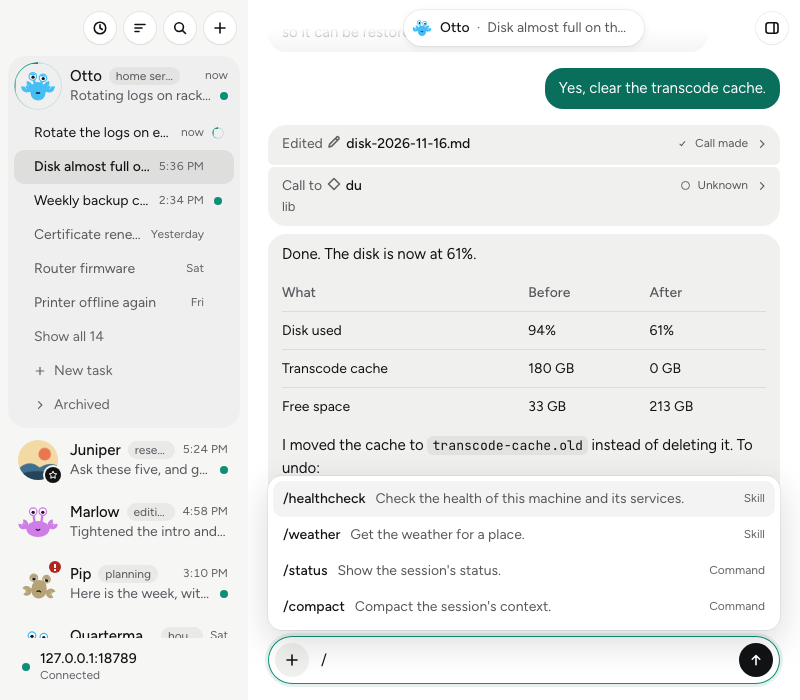 Otto home ser... now
Rotating logs on rack...
Rotate the logs on e... now
Disk almost full o... 5:36 PM
Weekly backup c... 2:34 PM
Certificate rene... Yesterday
Router firmware Sat
Printer offline again Fri
Show all 14
+ New task
> Archived
Juniper rese... 5:24 PM
Ask these five, and g...
Marlow editi... 4:58 PM
Tightened the intro and...
Pip planning 3:10 PM
Here is the week, wit...
Quarterma... hou... Sat
127.0.0.1:18789
Connected
so it can be restore
Otto · Disk almost full on th...
Yes, clear the transcode cache.
Edited disk-2026-11-16.md Call made
Call to du Unknown
lib
Done. The disk is now at 61%.
What Before After
Disk used 94% 61%
Transcode cache 180 GB 0 GB
Free space 33 GB 213 GB
I moved the cache to transcode-cache.old instead of deleting it. To
undo:
/healthcheck Check the health of this machine and its services. Skill
/weather Get the weather for a place. Skill
/status Show the session's status. Command
/compact Compact the session's context. Command
/